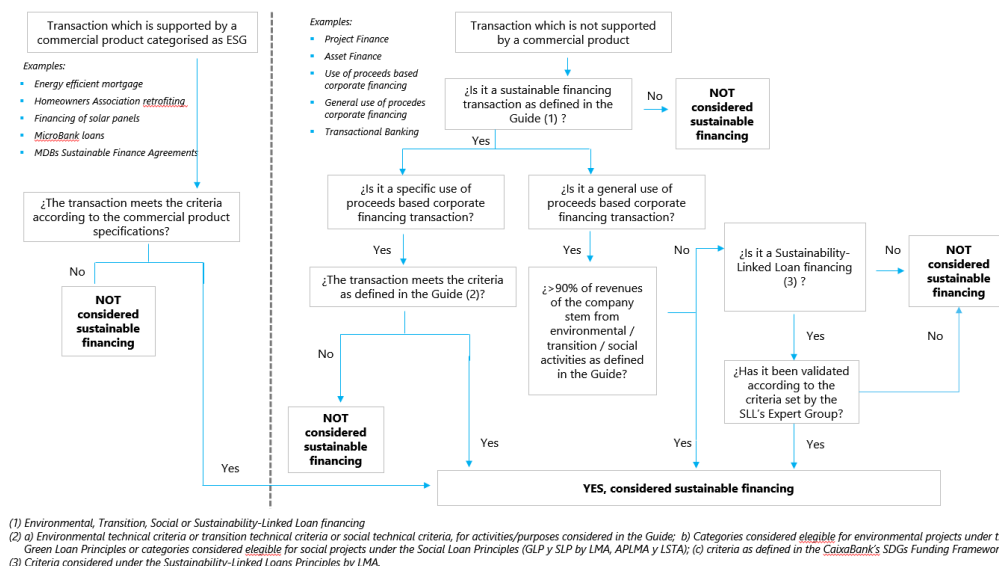 Transaction which is supported by a
commercial product categorised as ESG
Examples:
Energy efficient mortgage
Homeowners Association retrofiting
Financing of solar panels
MicroBank loans
MDBs Sustainable Finance Agreements
¿The transaction meets the criteria
according to the commercial product
specifications?
No
NOT
considered
sustainable
financing
Yes
Examples:
Project Finance
Asset Finance
Use of proceeds based
corporate financing
General use of procedes
corporate financing
Transactional Banking
Transaction which is not supported
by a commercial product
¿Is it a sustainable financing
transaction as defined in the
Guide (1) ?
No
NOT
considered
sustainable
financing
Yes
¿Is it a specific use of
proceeds based corporate
financing transaction?
¿Is it a general use of
proceeds based corporate
financing transaction?
Yes
Yes
No
¿The transaction meets the criteria
as defined in the Guide (2)?
No
NOT
considered
sustainable
financing
Yes
¿>90% of revenues
of the company
stem from
environmental /
transition / social
activities as defined
in the Guide?
Yes
¿Is it a Sustainability-
Linked Loan financing
(3) ?
No
NOT
considered
sustainable
financing
Yes
No
¿Has it been validated
according to the
criteria set by the
SLL's Expert Group?
Yes
YES, considered sustainable financing
(1) Environmental, Transition, Social or Sustainability-Linked Loan financing
(2) a) Environmental technical criteria or transition technical criteria or social technical criteria, for activities/purposes considered in the Guide; b) Categories considered elegible for environmental projects under t
Green Loan Principles or categories considered elegible for social projects under the Social Loan Principles (GLP y SLP by LMA, APLMA y LSTA); (c) criteria as defined in the CaixaBank's SDGs Funding Framewor
(3) Criteria considered under the Sustainability-Linked Loans Principles by LMA.